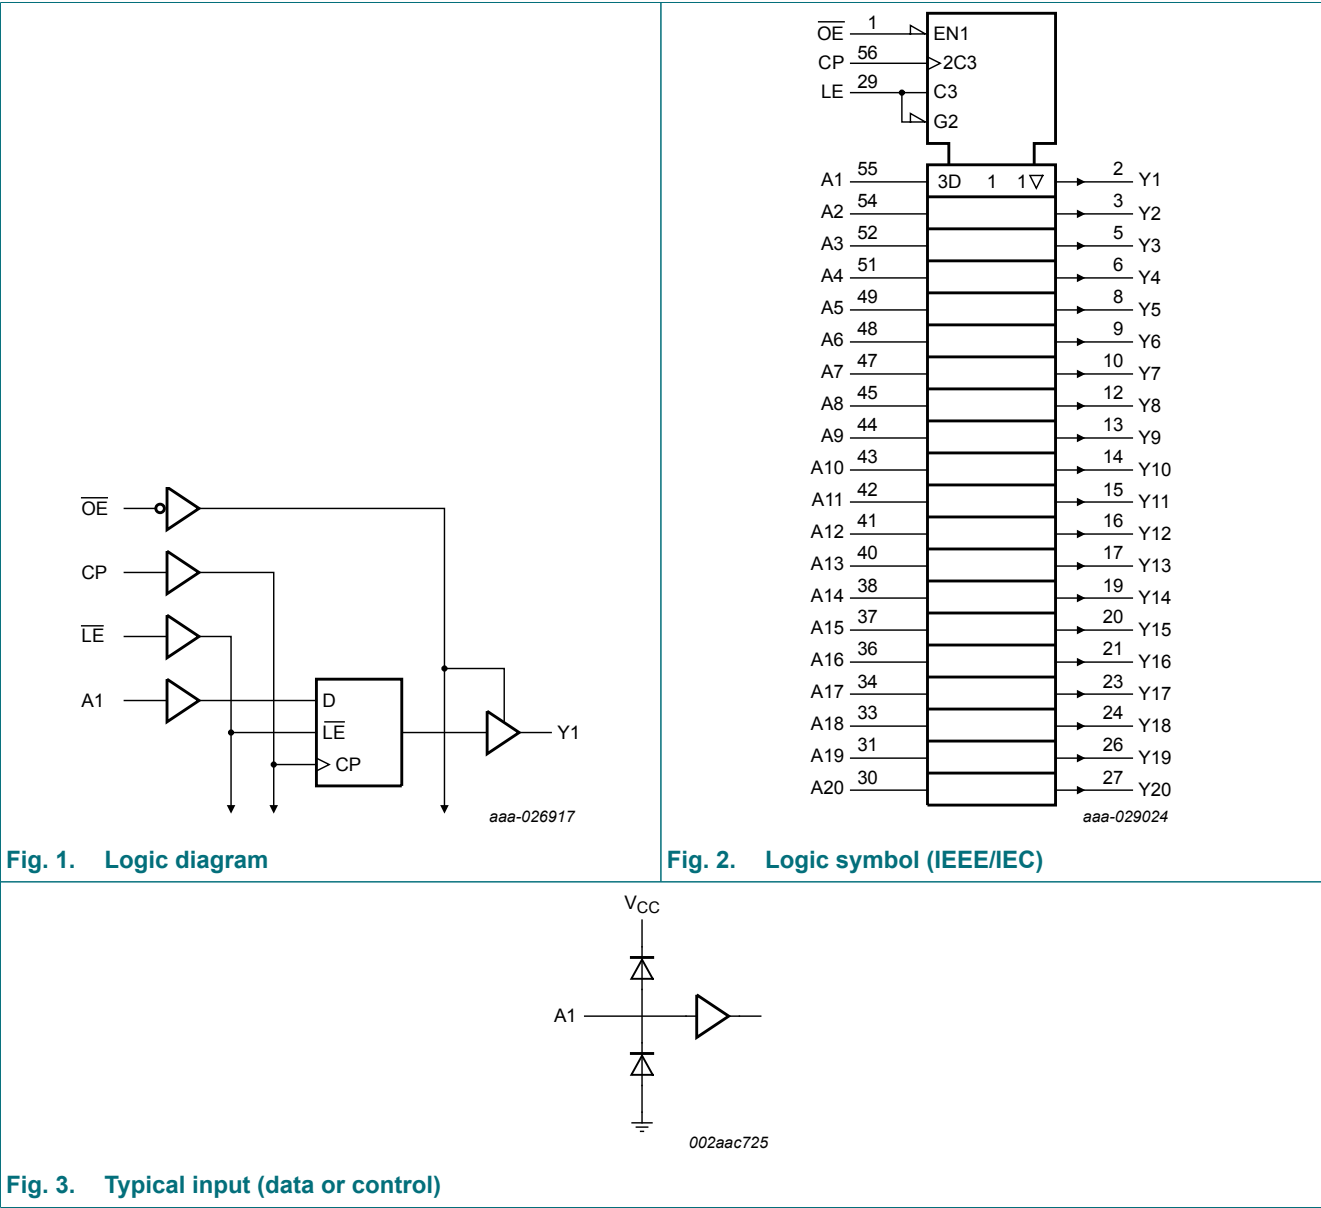 OE
CP
LE
A1
D
LE
CP
Y1
aaa-026917
Fig. 1. Logic diagram
OE 1 EN1
CP 56 2C3
LE 29 C3
G2
A1 55 3D 1 1▽ 2 Y1
A2 54 3 Y2
A3 52 5 Y3
A4 51 6 Y4
A5 49 8 Y5
A6 48 9 Y6
A7 47 10 Y7
A8 45 12 Y8
A9 44 13 Y9
A10 43 14 Y10
A11 42 15 Y11
A12 41 16 Y12
A13 40 17 Y13
A14 38 19 Y14
A15 37 20 Y15
A16 36 21 Y16
A17 34 23 Y17
A18 33 24 Y18
A19 31 26 Y19
A20 30 27 Y20
aaa-029024
Fig. 2. Logic symbol (IEEE/IEC)
VCC
A1
002aac725
Fig. 3. Typical input (data or control)